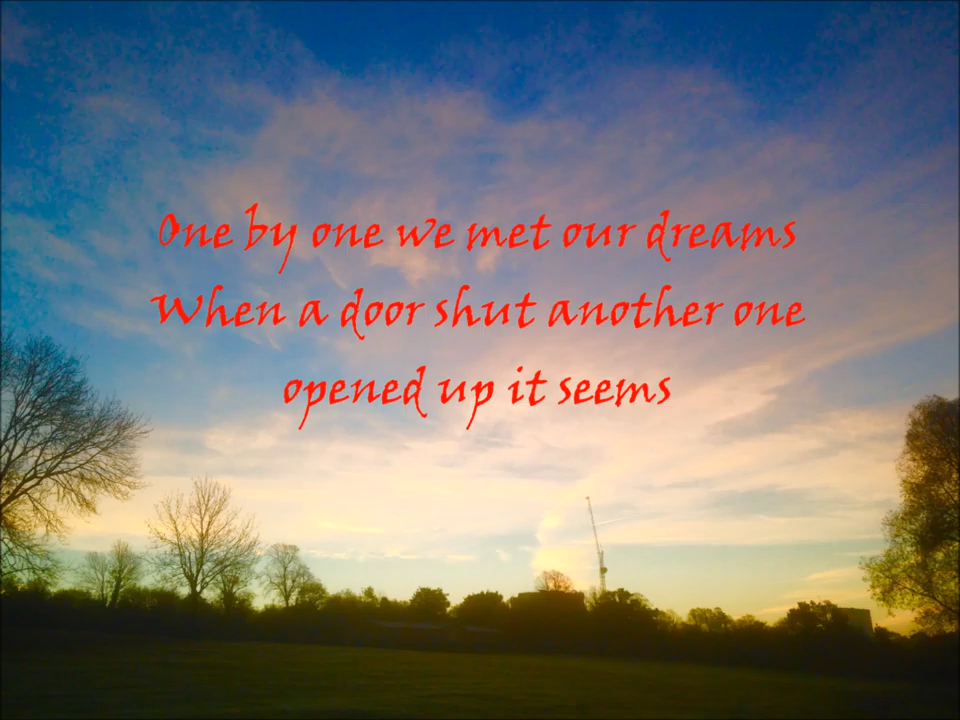 One by one we met our dreams
When a door shut another one
opened up it seems